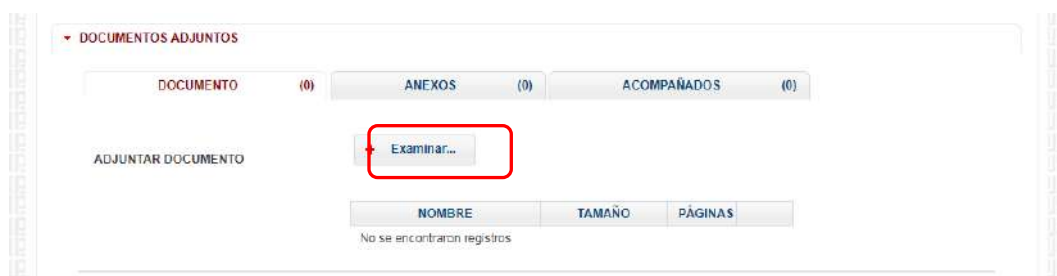 DOCUMENTOS ADJUNTOS
DOCUMENTO (0) ANEXOS (0) ACOMPAÑADOS (0)
ADJUNTAR DOCUMENTO + Examinar...
NOMBRE TAMAÑO PÁGINAS
No se encontraron registros